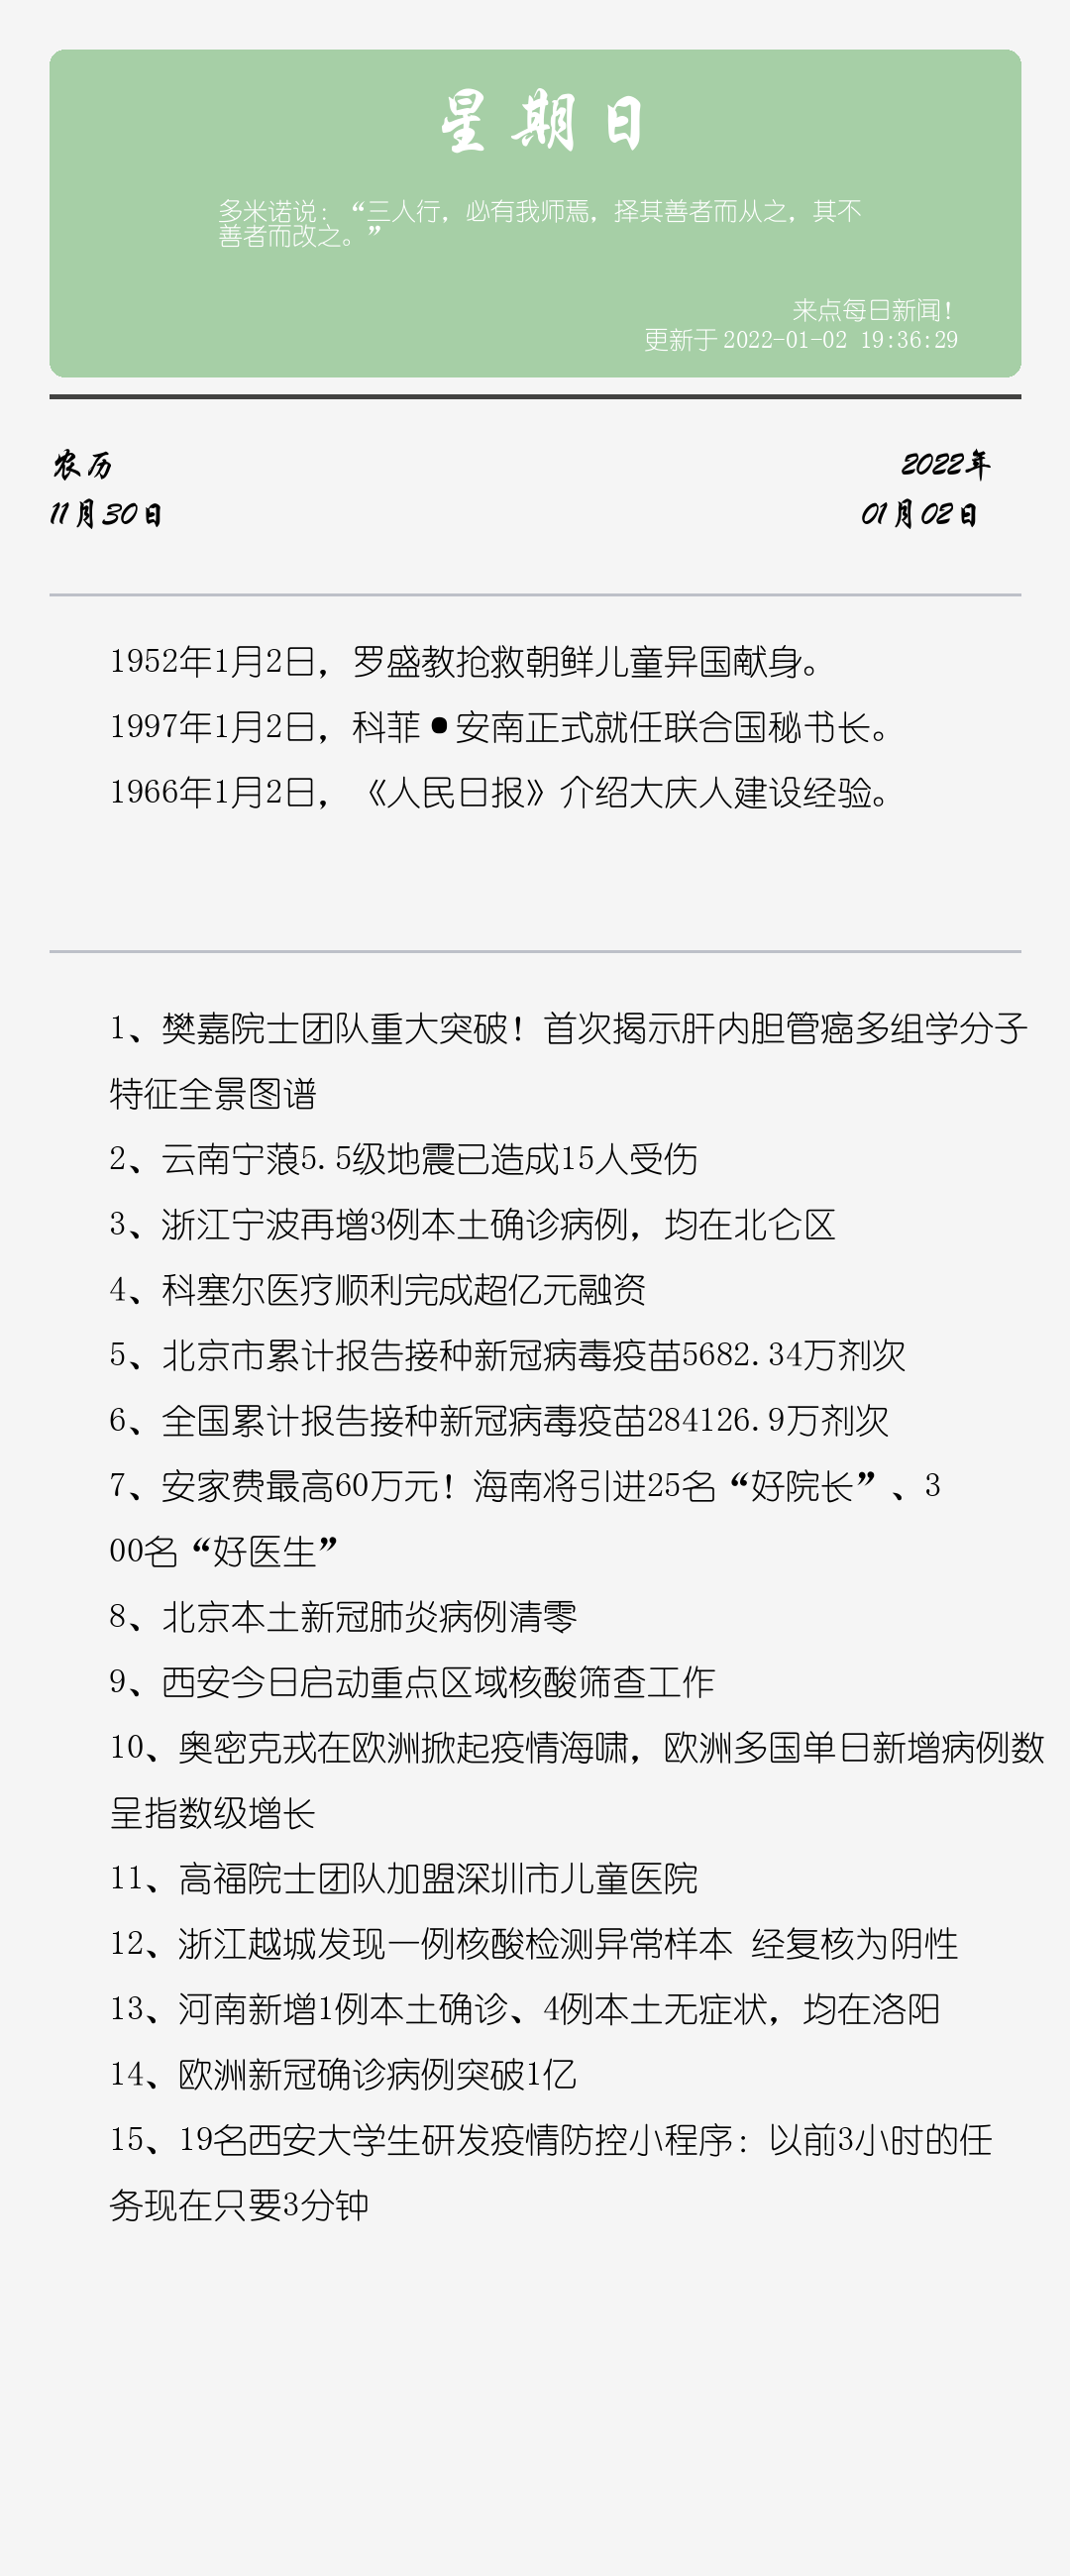 星期日
多米诺说：“三人行，必有我师焉，择其善者而从之，其不
善者而改之。”
来点每日新闻！
更新于 2022-01-02 19:36:29
农历
2022年
11月30日
01月02日
1952年1月2日，罗盛教抢救朝鲜儿童异国献身。
1997年1月2日，科菲•安南正式就任联合国秘书长。
1966年1月2日，《人民日报》介绍大庆人建设经验。
1、樊嘉院士团队重大突破！首次揭示肝内胆管癌多组学分子
特征全景图谱
2、云南宁蒗5.5级地震已造成15人受伤
3、浙江宁波再增3例本土确诊病例，均在北仑区
4、科塞尔医疗顺利完成超亿元融资
5、北京市累计报告接种新冠病毒疫苗5682.34万剂次
6、全国累计报告接种新冠病毒疫苗284126.9万剂次
7、安家费最高60万元！海南将引进25名“好院长”、3
00名“好医生”
8、北京本土新冠肺炎病例清零
9、西安今日启动重点区域核酸筛查工作
10、奥密克戎在欧洲掀起疫情海啸，欧洲多国单日新增病例数
呈指数级增长
11、高福院士团队加盟深圳市儿童医院
12、浙江越城发现一例核酸检测异常样本 经复核为阴性
13、河南新增1例本土确诊、4例本土无症状，均在洛阳
14、欧洲新冠确诊病例突破1亿
15、19名西安大学生研发疫情防控小程序：以前3小时的任
务现在只要3分钟